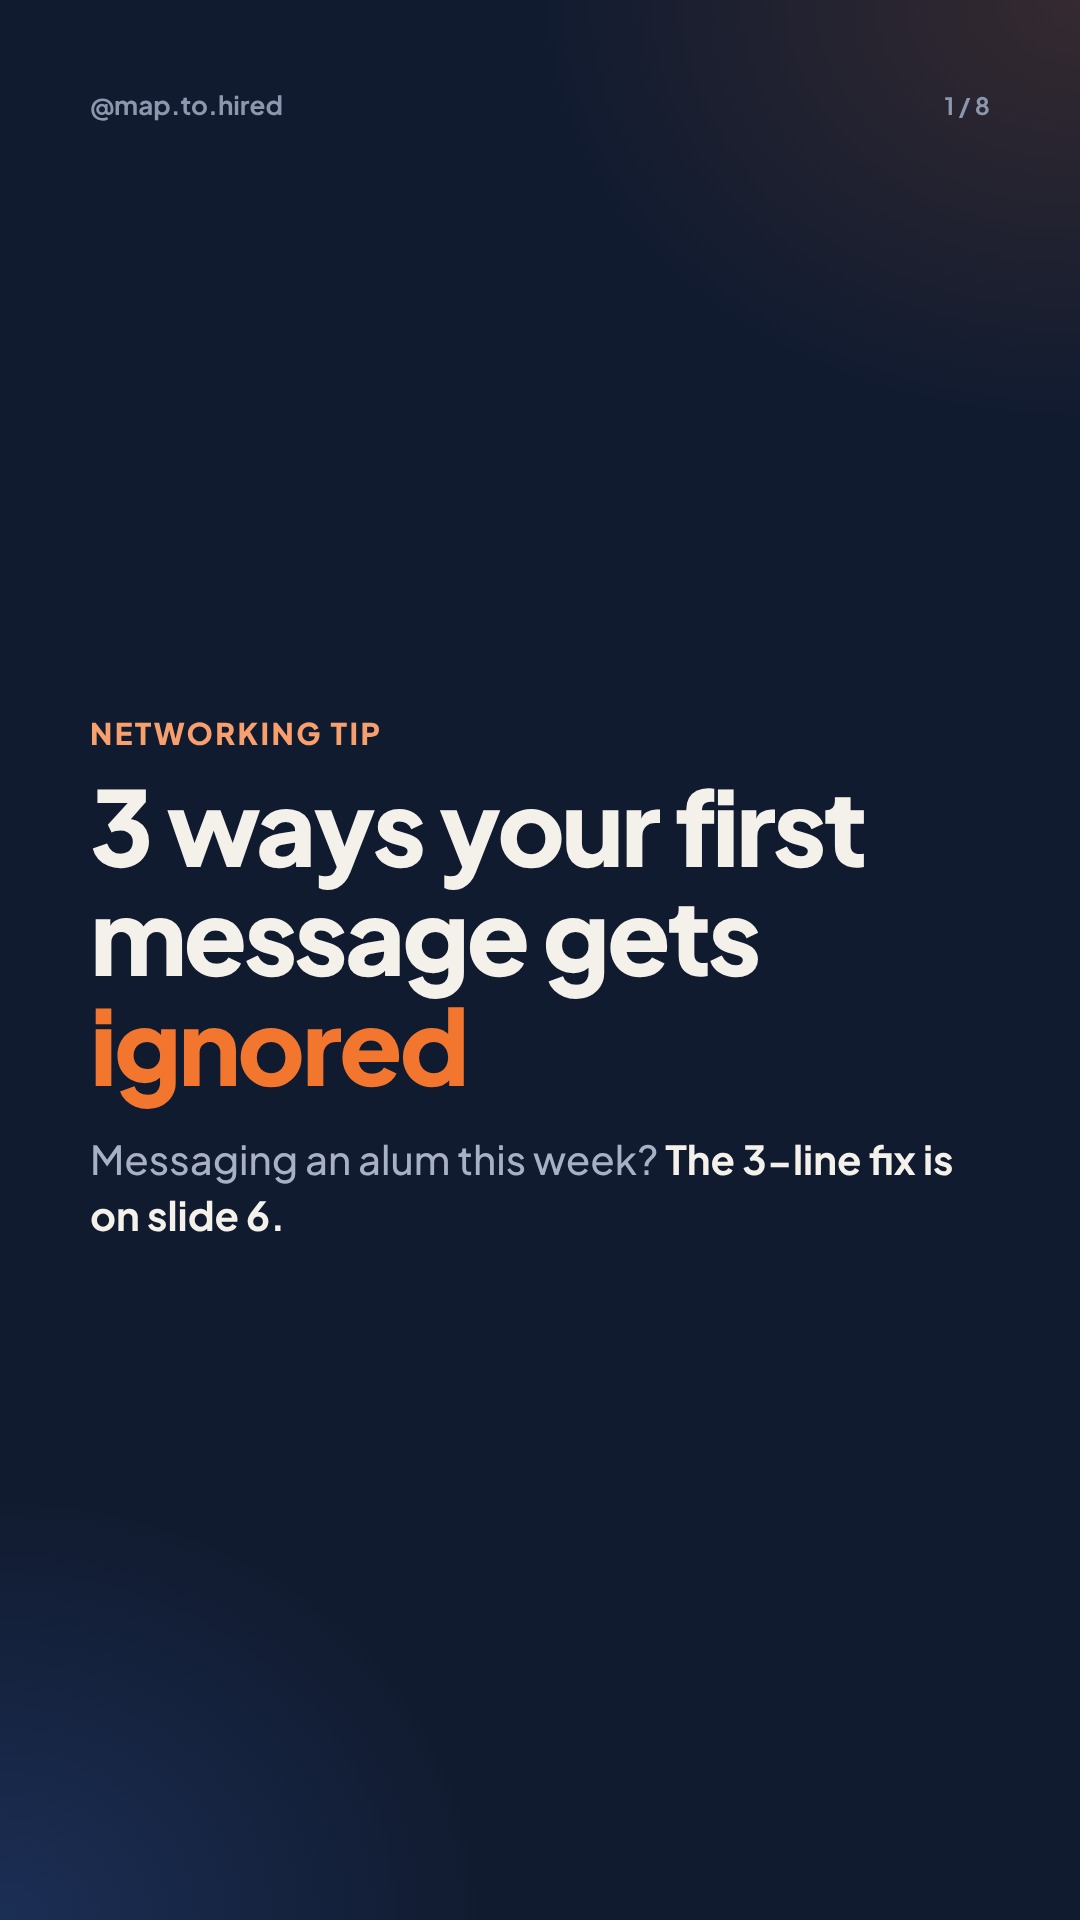 @map.to.hired
1 / 8
NETWORKING TIP
3 ways your first
message gets
ignored
Messaging an alum this week? The 3-line fix is
on slide 6.